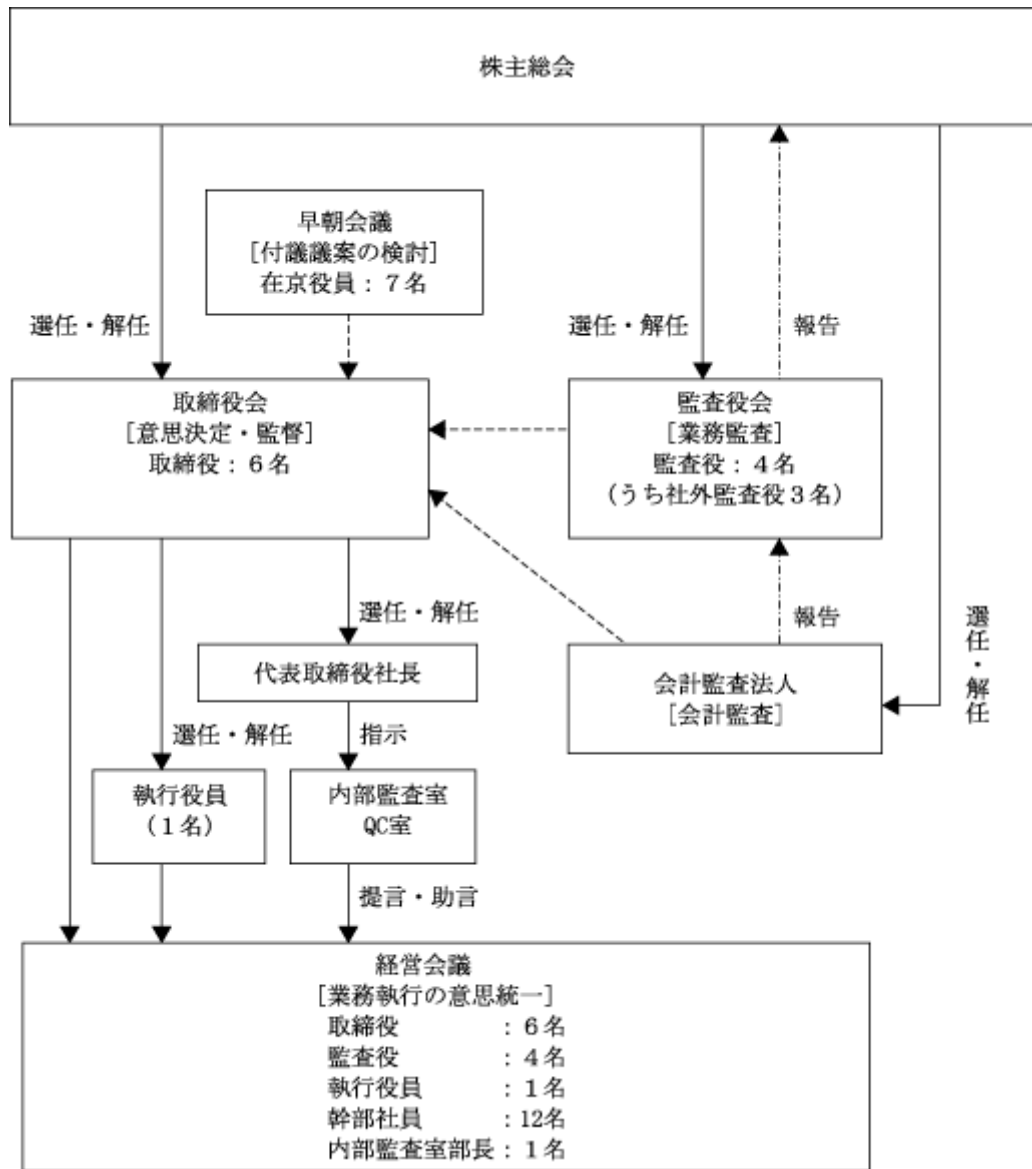 株主総会
早朝会議
[付議議案の検討]
在京役員：７名
選任・解任
選任・解任
報告
取締役会
[意思決定・監督]
取締役：６名
監査役会
[業務監査]
監査役：４名
(うち社外監査役３名)
選任・解任
報告
選任・解任
代表取締役社長
会計監査法人
[会計監査]
選任・解任
指示
執行役員
(１名)
内部監査室
QC室
提言・助言
経営会議
[業務執行の意思統一]
取締役　　　　：６名
監査役　　　　：４名
執行役員　　　：１名
幹部社員　　　：12名
内部監査室部長：１名